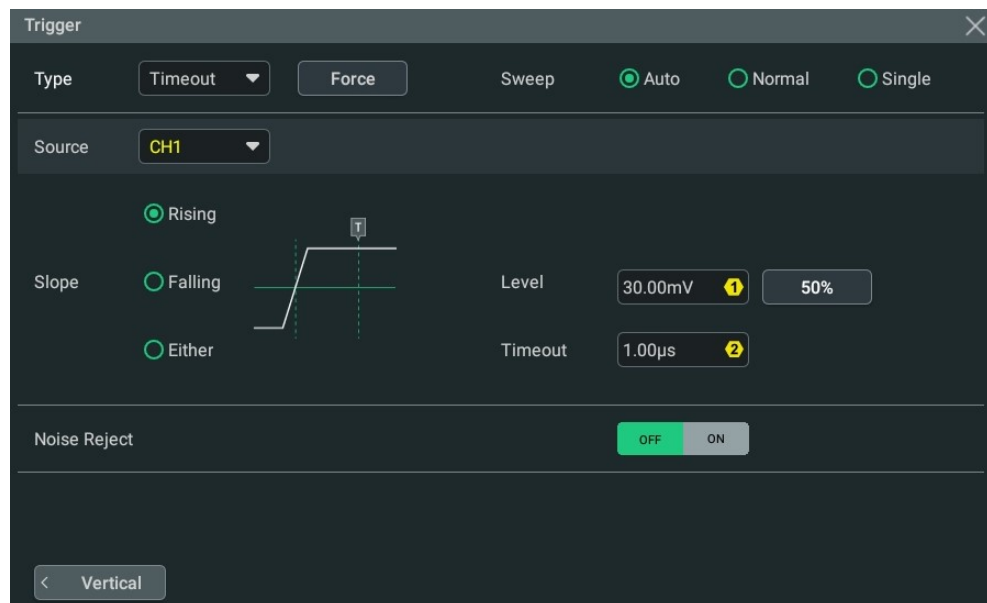 Trigger
Type Timeout Force Sweep Auto Normal Single
Source CH1
Rising
T
Slope Falling Level 30.00mV 1 50%
Either Timeout 1.00µs 2
Noise Reject OFF ON
< Vertical